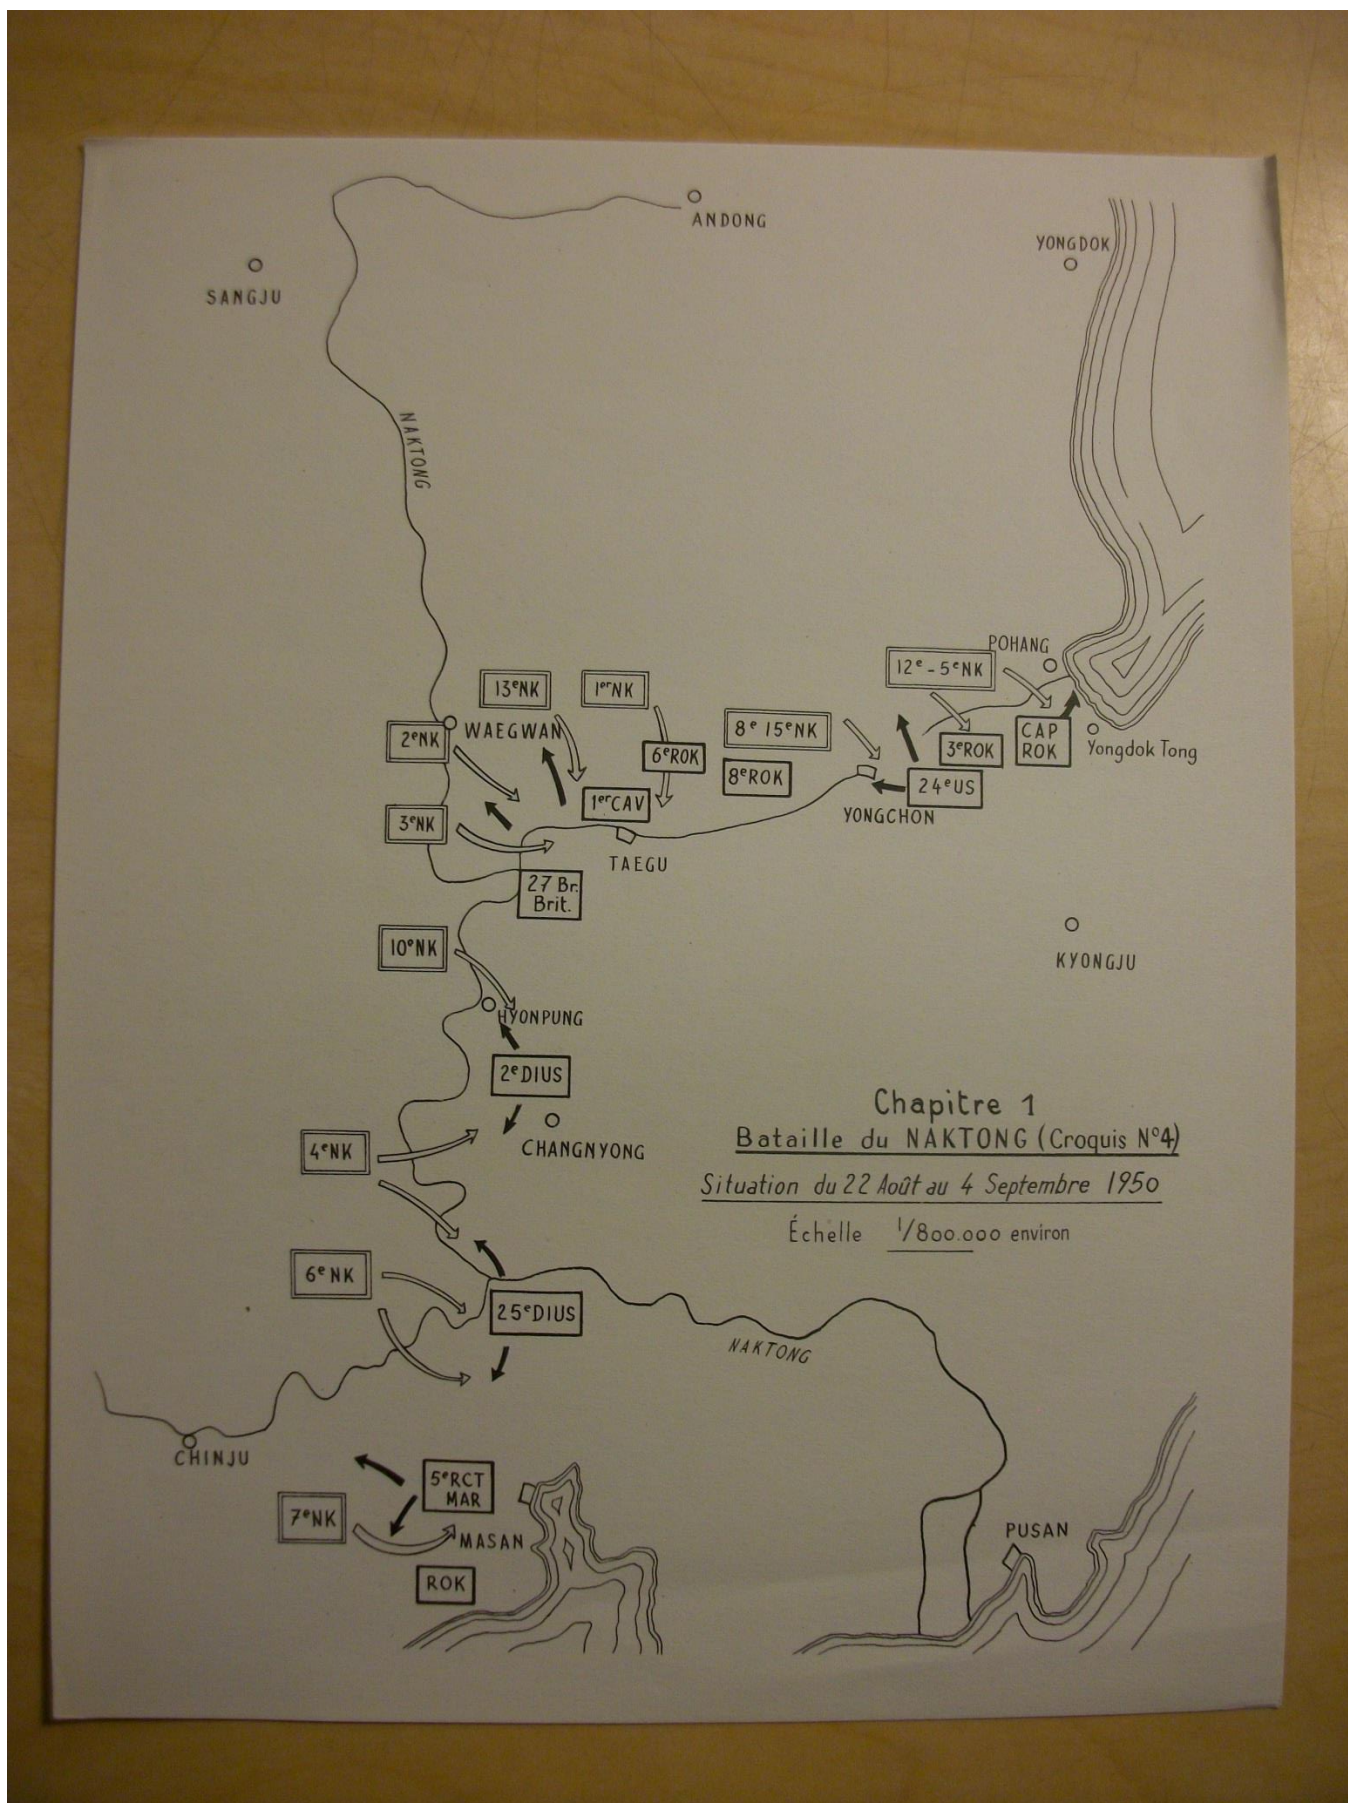 ANDONG
YONGDOK
SANGJU
NAKTONG
POHANG
12e - 5eNK
13eNK
1erNK
2eNK
WAEGWAN
6eROK
8e 15eNK
8eROK
3eROK
CAP
ROK
Yongdok Tong
24eUS
YONGCHON
1erCAV
3eNK
TAEGU
27 Br.
Brit.
10eNK
KYONGJU
HYONPUNG
2eDIUS
CHANGNYONG
4eNK
Chapitre 1
Bataille du NAKTONG (Croquis N°4)
Situation du 22 Août au 4 Septembre 1950
Échelle 1/800.000 environ
6eNK
25eDIUS
NAKTONG
CHINJU
5eRCT
MAR
7eNK
MASAN
ROK
PUSAN